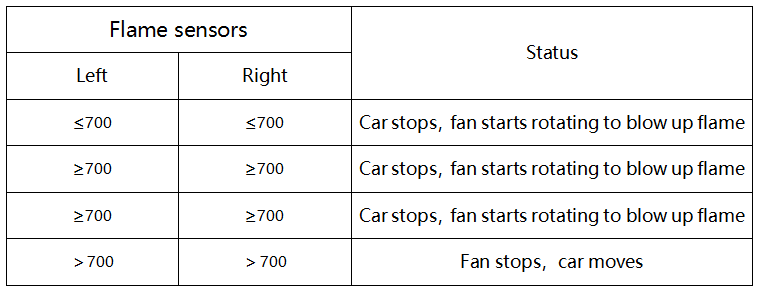 Flame sensors
Status
Left Right
≤700 ≤700 Car stops, fan starts rotating to blow up flame
≥700 ≥700 Car stops, fan starts rotating to blow up flame
≥700 ≥700 Car stops, fan starts rotating to blow up flame
>700 >700 Fan stops, car moves